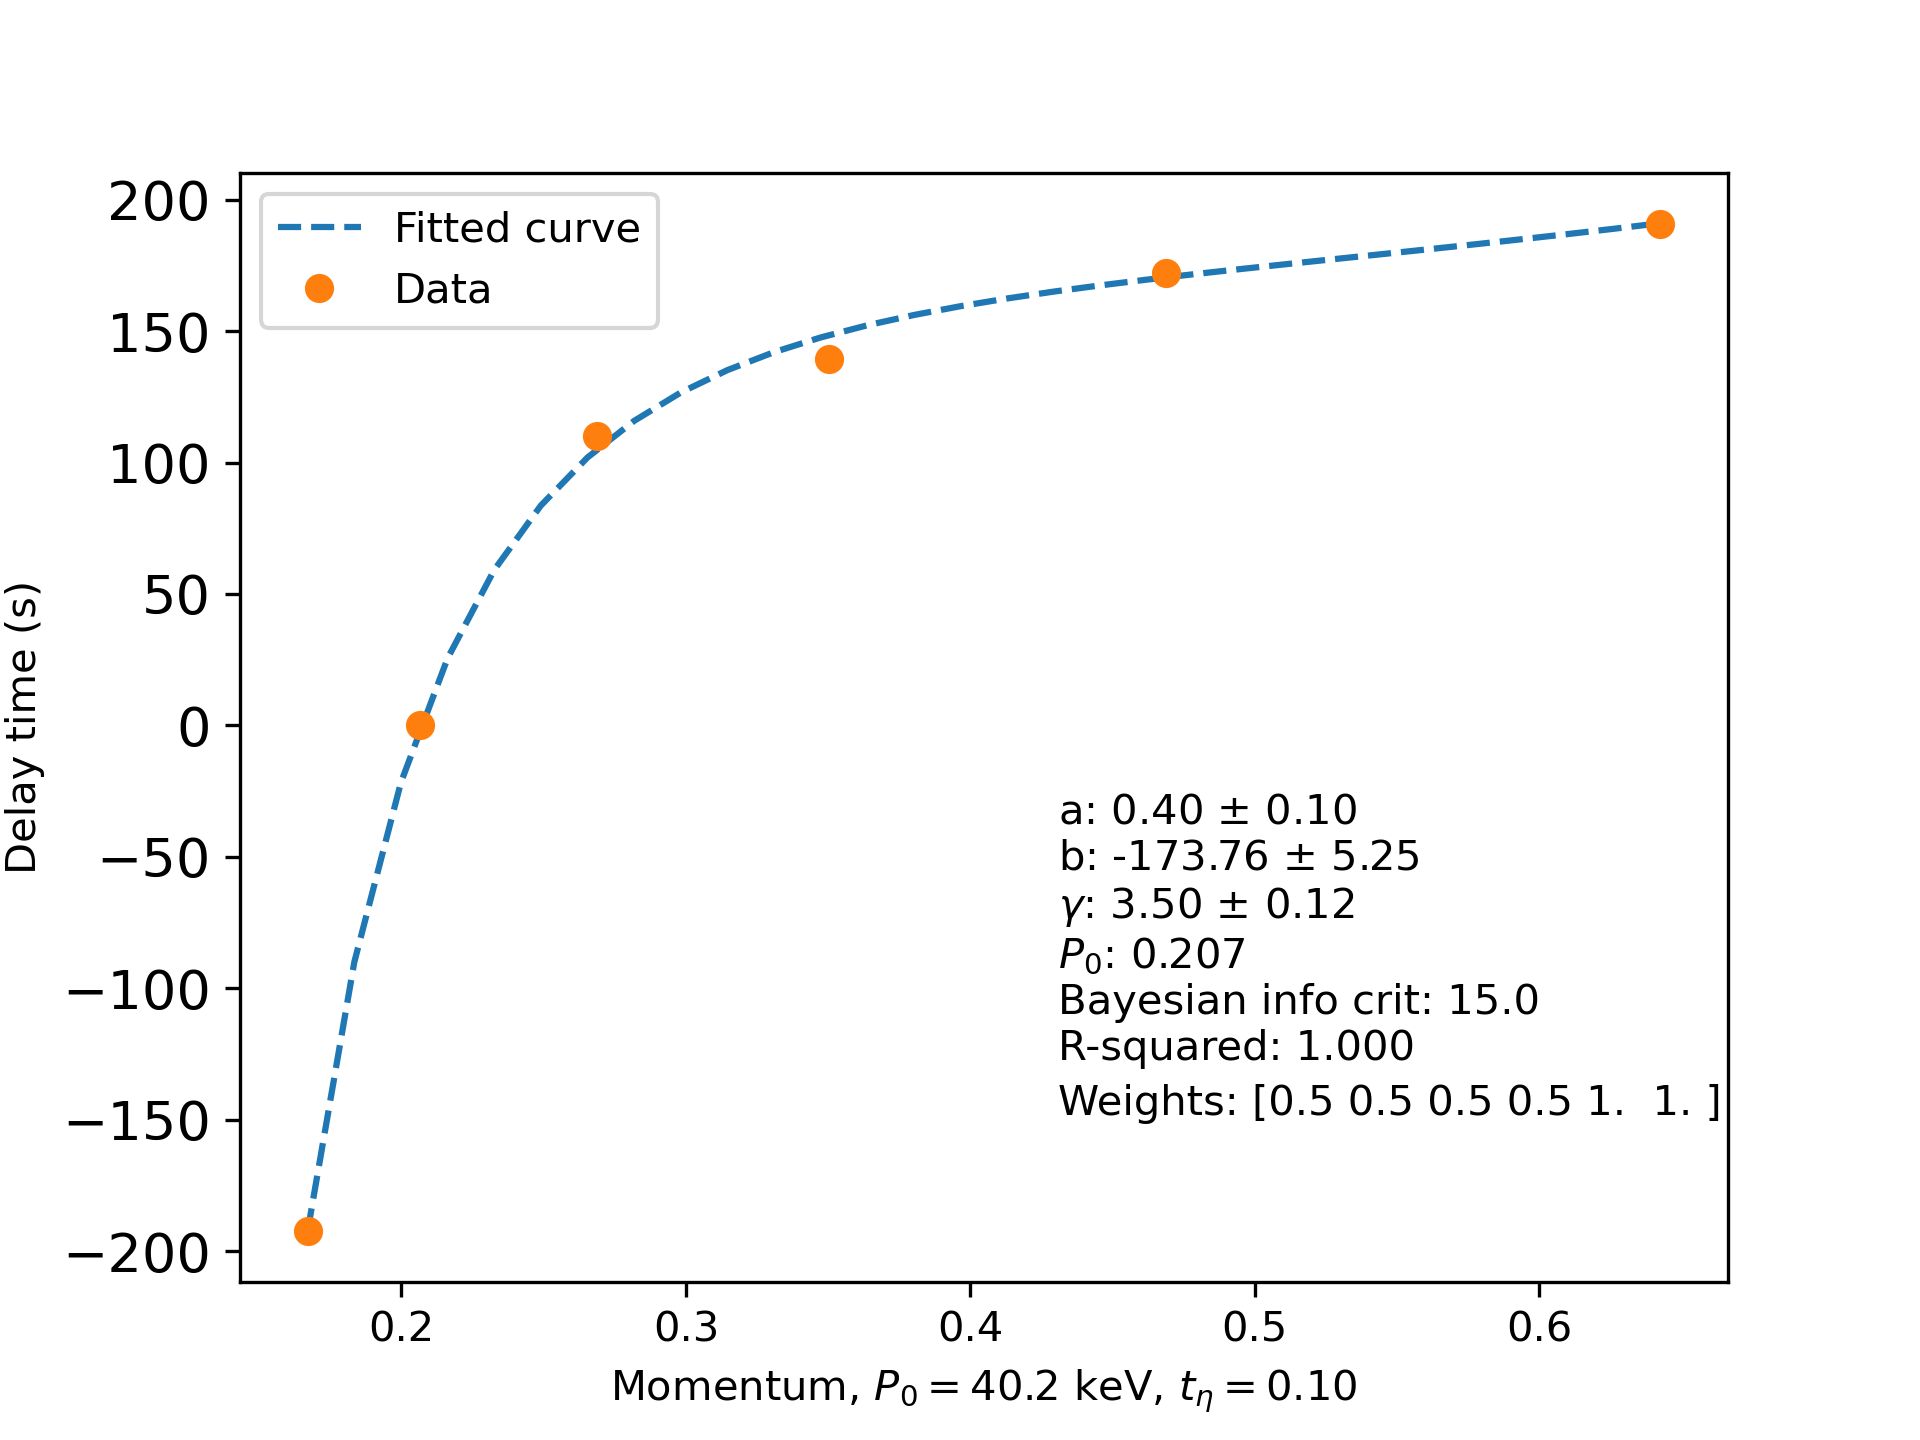 Fitted curve
Data
200
150
100
50
0
−50
−100
−150
−200
Delay time (s)
a: 0.40 ± 0.10
b: -173.76 ± 5.25
γ: 3.50 ± 0.12
P₀: 0.207
Bayesian info crit: 15.0
R-squared: 1.000
Weights: [0.5 0.5 0.5 0.5 1.  1. ]
0.2 0.3 0.4 0.5 0.6
Momentum, P₀ = 40.2 keV, tη = 0.10